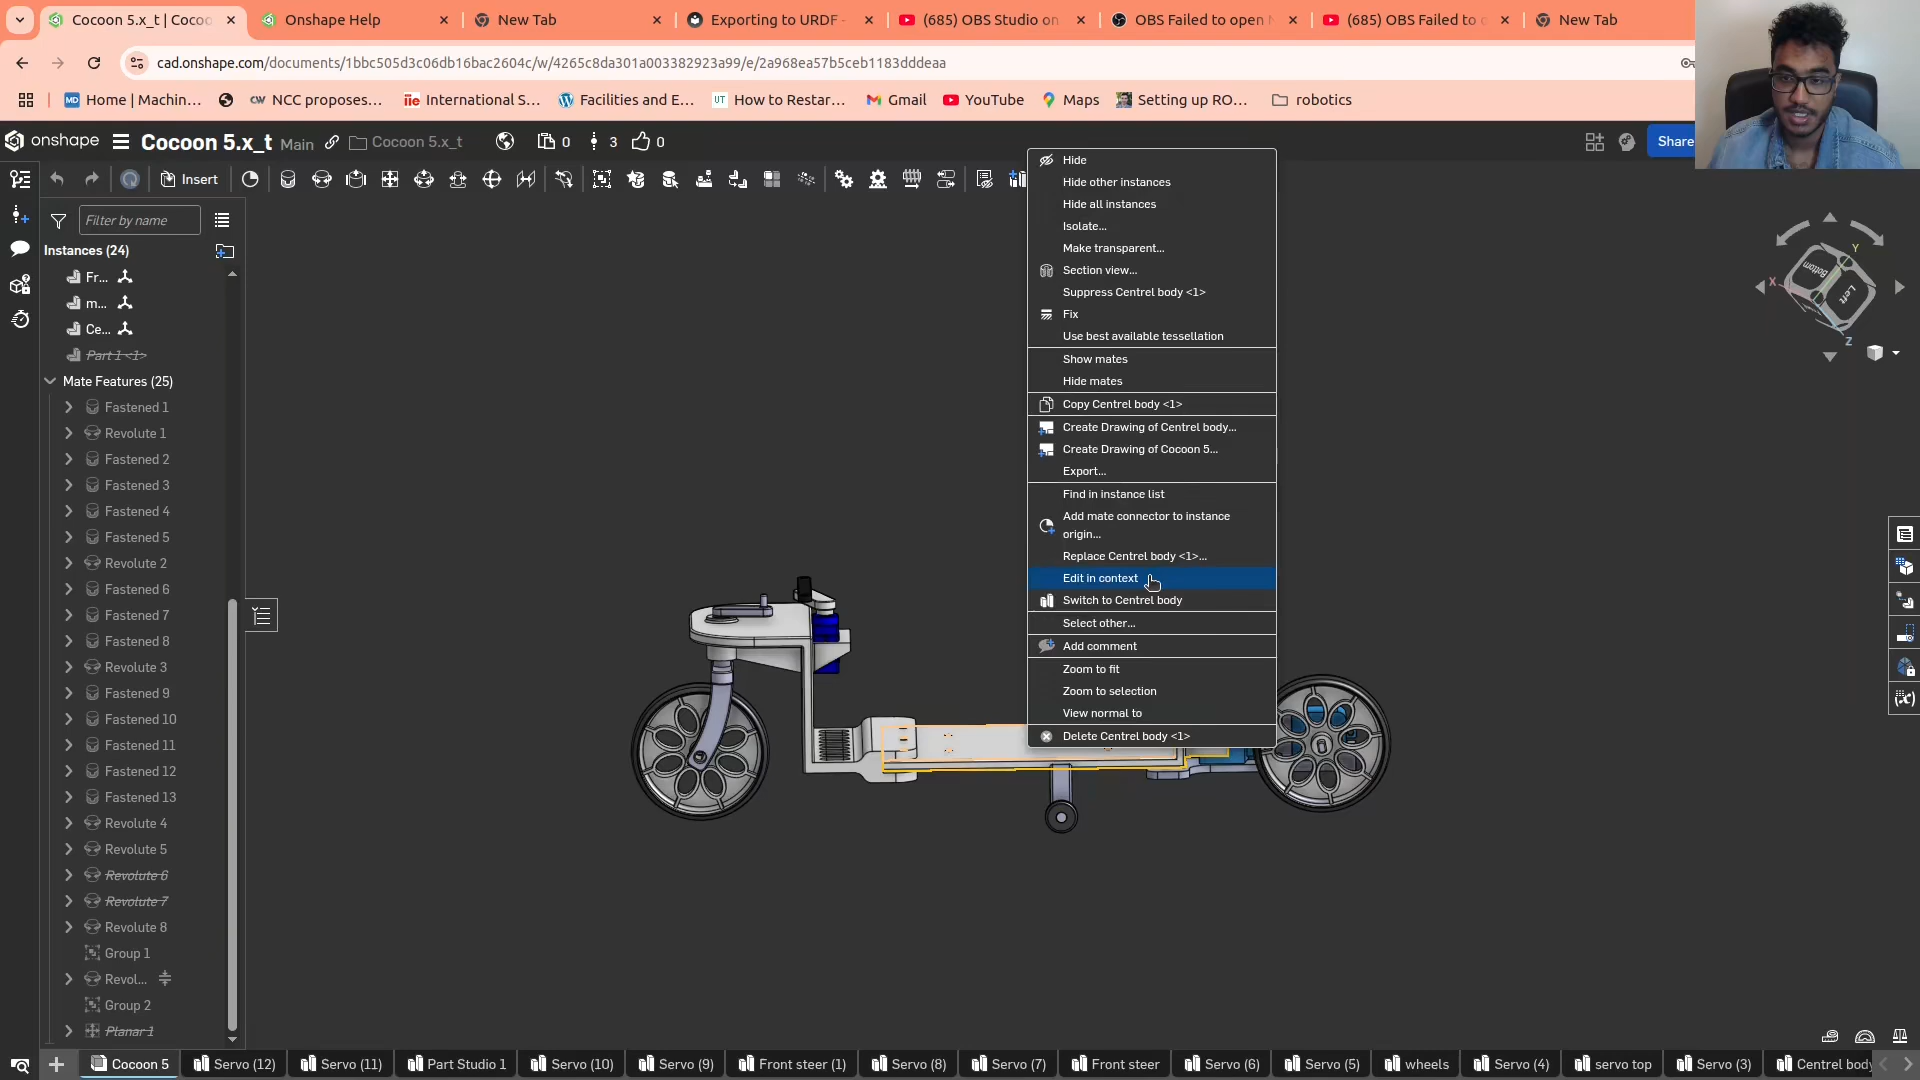 Cocoon 5.x_t | Coco
Onshape Help
New Tab
Exporting to URDF -
(685) OBS Studio on
OBS Failed to open
(685) OBS Failed to
New Tab
cad.onshape.com/documents/1bbc505d3c06db16bac2604c/w/4265c8da301a003382923a99/e/2a968ea57b5ceb1183dddeaa
MD Home | Machin...
CW NCC proposes...
iie International S...
Facilities and E...
UT How to Restar...
Gmail
YouTube
Maps
Setting up RO...
robotics
onshape
Cocoon 5.x_t Main
Cocoon 5.x_t
0
3
0
Share
Insert
Filter by name
Instances (24)
Fr...
m...
Ce...
Part 1 <1>
Mate Features (25)
Fastened 1
Revolute 1
Fastened 2
Fastened 3
Fastened 4
Fastened 5
Revolute 2
Fastened 6
Fastened 7
Fastened 8
Revolute 3
Fastened 9
Fastened 10
Fastened 11
Fastened 12
Fastened 13
Revolute 4
Revolute 5
Revolute 6
Revolute 7
Revolute 8
Group 1
Revol...
Group 2
Planar 1
Hide
Hide other instances
Hide all instances
Isolate...
Make transparent...
Section view...
Suppress Centrel body <1>
Fix
Use best available tessellation
Show mates
Hide mates
Copy Centrel body <1>
Create Drawing of Centrel body...
Create Drawing of Cocoon 5...
Export...
Find in instance list
Add mate connector to instance
origin...
Replace Centrel body <1>...
Edit in context
Switch to Centrel body
Select other...
Add comment
Zoom to fit
Zoom to selection
View normal to
Delete Centrel body <1>
Y
X
Z
Bottom
Left
Cocoon 5
Servo (12)
Servo (11)
Part Studio 1
Servo (10)
Servo (9)
Front steer (1)
Servo (8)
Servo (7)
Front steer
Servo (6)
Servo (5)
wheels
Servo (4)
servo top
Servo (3)
Centrel body